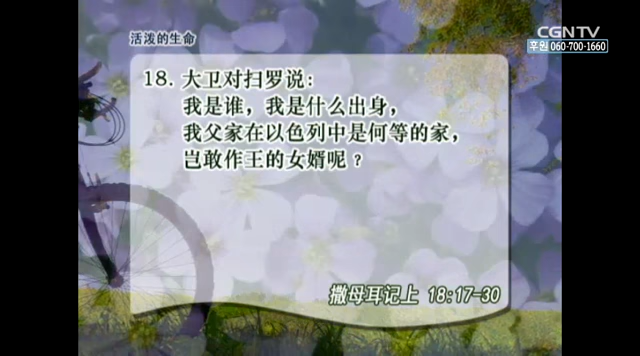 CGNTV
후원 060-700-1660
活泼的生命
18. 大卫对扫罗说：
我是谁，我是什么出身，
我父家在以色列中是何等的家，
岂敢作王的女婿呢？
撒母耳记上 18:17-30